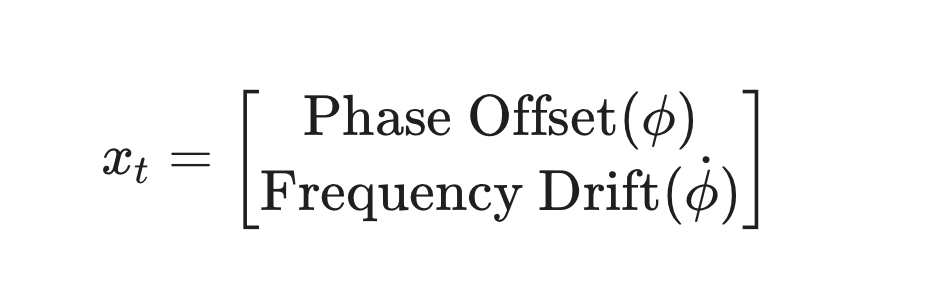 x_t = [ Phase Offset(ϕ)
Frequency Drift(ϕ̇) ]